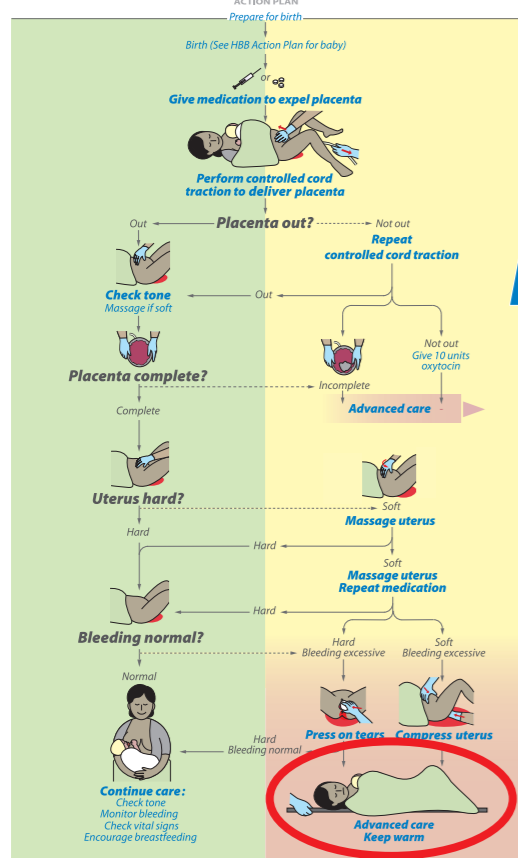 ACTION PLAN
Prepare for birth
Birth (See HBB Action Plan for baby)
or
Give medication to expel placenta
Perform controlled cord
traction to deliver placenta
Out
Placenta out?
Not out
Repeat
controlled cord traction
Out
Check tone
Massage if soft
Not out
Give 10 units
oxytocin
Placenta complete?
Incomplete
Complete
Advanced care
Uterus hard?
Soft
Massage uterus
Hard
Hard
Soft
Massage uterus
Repeat medication
Hard
Bleeding normal?
Hard
Bleeding excessive
Soft
Bleeding excessive
Normal
Press on tears
Compress uterus
Hard
Bleeding normal
Continue care:
Check tone
Monitor bleeding
Check vital signs
Encourage breastfeeding
Advanced care
Keep warm